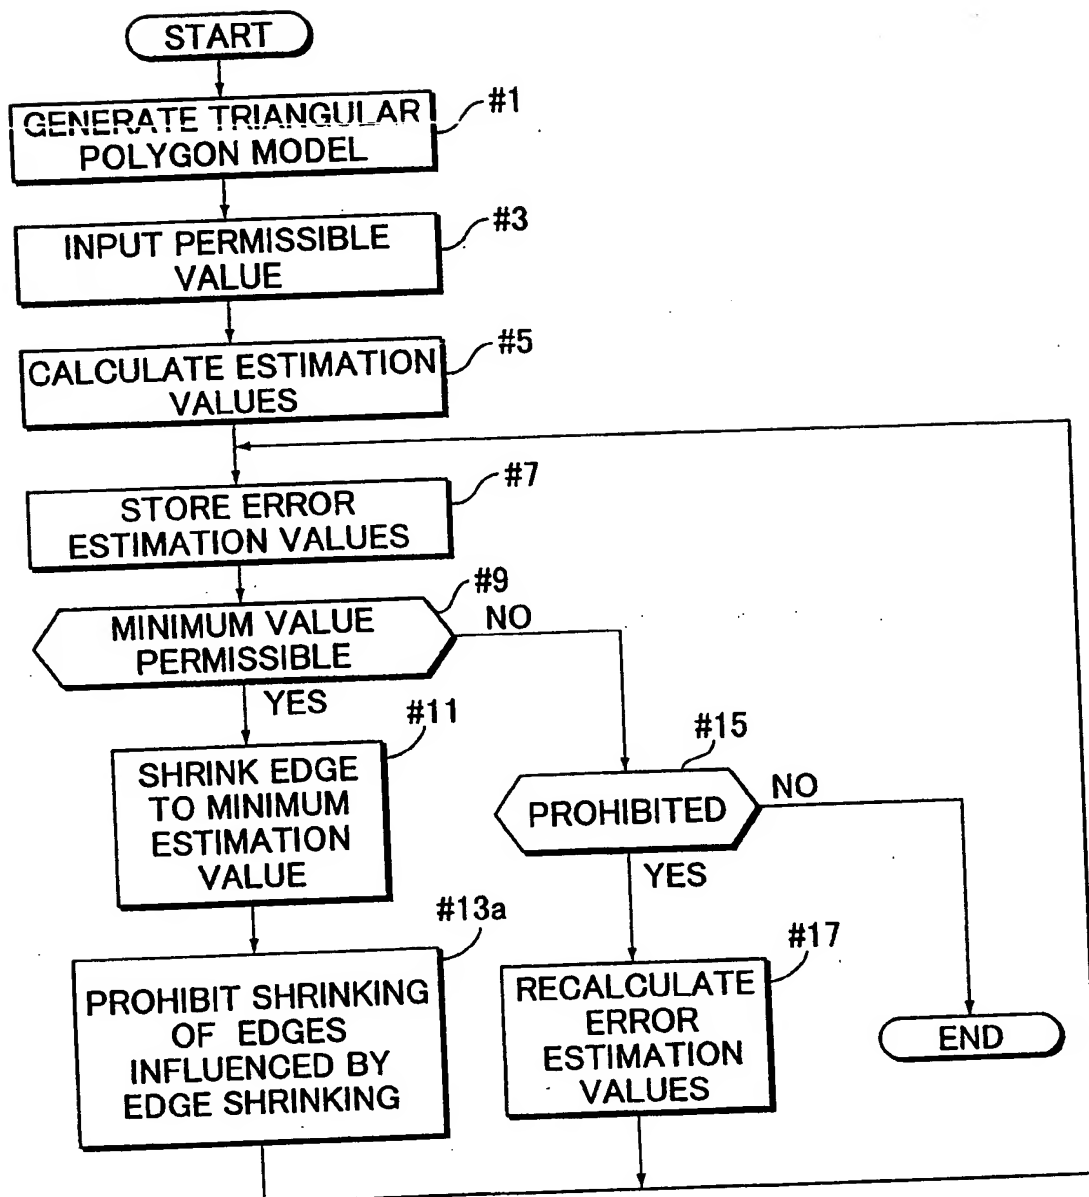 START
#1
GENERATE TRIANGULAR
POLYGON MODEL
#3
INPUT PERMISSIBLE
VALUE
#5
CALCULATE ESTIMATION
VALUES
#7
STORE ERROR
ESTIMATION VALUES
#9
MINIMUM VALUE
PERMISSIBLE
NO
YES
#11
SHRINK EDGE
TO MINIMUM
ESTIMATION
VALUE
#15
PROHIBITED
NO
YES
#13a
PROHIBIT SHRINKING
OF EDGES
INFLUENCED BY
EDGE SHRINKING
#17
RECALCULATE
ERROR
ESTIMATION
VALUES
END